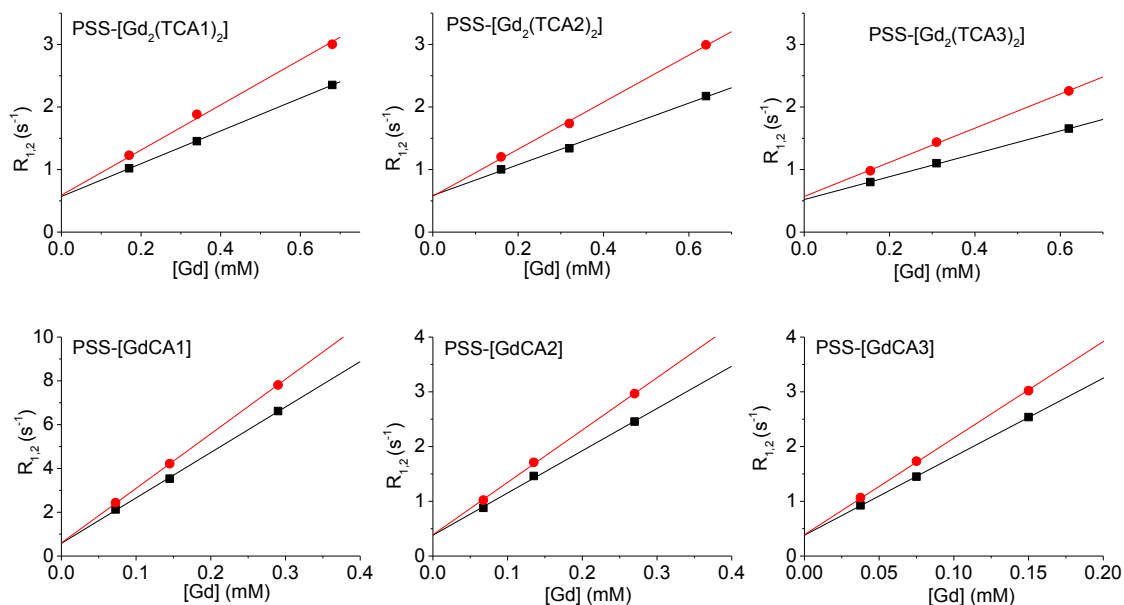 PSS-[Gd₂(TCA1)₂]
R₁,₂ (s⁻¹)
3
2
1
0
0.0 0.2 0.4 0.6
[Gd] (mM)
PSS-[Gd₂(TCA2)₂]
R₁,₂ (s⁻¹)
3
2
1
0
0.0 0.2 0.4 0.6
[Gd] (mM)
PSS-[Gd₂(TCA3)₂]
R₁,₂ (s⁻¹)
3
2
1
0
0.0 0.2 0.4 0.6
[Gd] (mM)
PSS-[GdCA1]
R₁,₂ (s⁻¹)
10
8
6
4
2
0
0.0 0.1 0.2 0.3 0.4
[Gd] (mM)
PSS-[GdCA2]
R₁,₂ (s⁻¹)
4
3
2
1
0
0.0 0.1 0.2 0.3 0.4
[Gd] (mM)
PSS-[GdCA3]
R₁,₂ (s⁻¹)
4
3
2
1
0
0.00 0.05 0.10 0.15 0.20
[Gd] (mM)